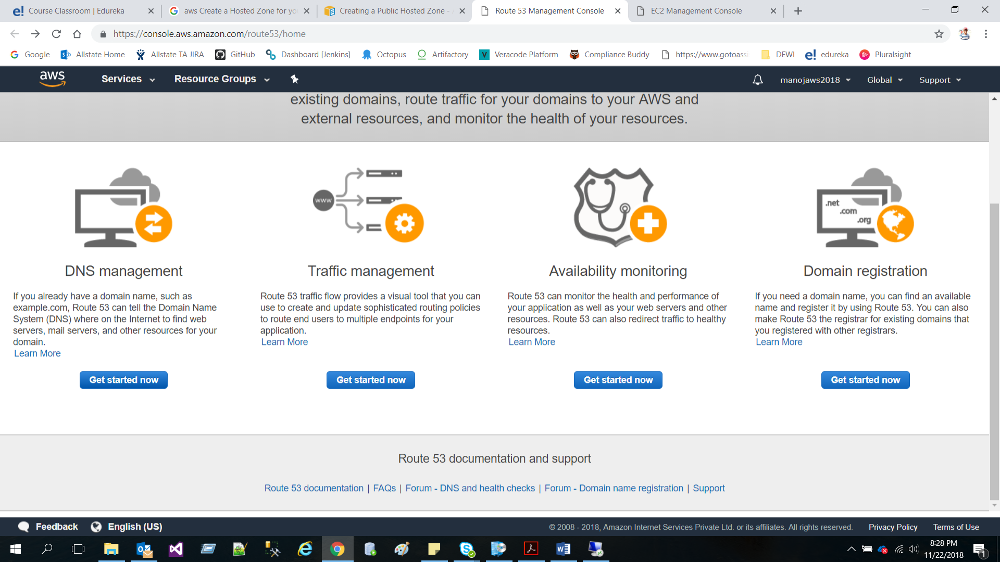 Course Classroom | Edureka
aws Create a Hosted Zone for yo
Creating a Public Hosted Zone -
Route 53 Management Console
EC2 Management Console
https://console.aws.amazon.com/route53/home
Google
Allstate Home
Allstate TA JIRA
GitHub
Dashboard [Jenkins]
Octopus
Artifactory
Veracode Platform
Compliance Buddy
https://www.gotoassi
DEWI
edureka
Pluralsight
aws
Services
Resource Groups
manojaws2018
Global
Support
existing domains, route traffic for your domains to your AWS and
external resources, and monitor the health of your resources.
www
.net
.com
.org
DNS management
If you already have a domain name, such as
example.com, Route 53 can tell the Domain Name
System (DNS) where on the Internet to find web
servers, mail servers, and other resources for your
domain.
Learn More
Get started now
Traffic management
Route 53 traffic flow provides a visual tool that you can
use to create and update sophisticated routing policies
to route end users to multiple endpoints for your
application.
Learn More
Get started now
Availability monitoring
Route 53 can monitor the health and performance of
your application as well as your web servers and other
resources. Route 53 can also redirect traffic to healthy
resources.
Learn More
Get started now
Domain registration
If you need a domain name, you can find an available
name and register it by using Route 53. You can also
make Route 53 the registrar for existing domains that
you registered with other registrars.
Learn More
Get started now
Route 53 documentation and support
Route 53 documentation | FAQs | Forum - DNS and health checks | Forum - Domain name registration | Support
Feedback
English (US)
© 2008 - 2018, Amazon Internet Services Private Ltd. or its affiliates. All rights reserved.
Privacy Policy
Terms of Use
8:28 PM
11/22/2018
1